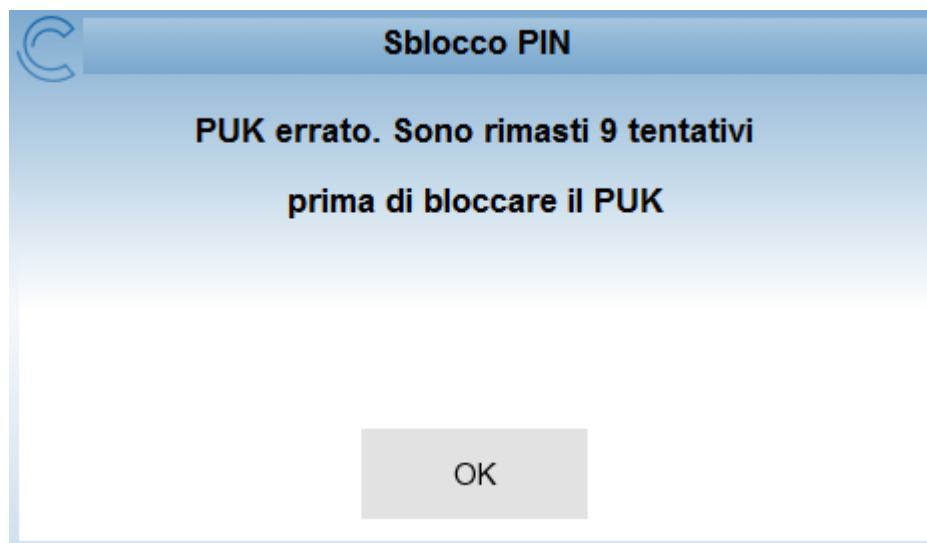 Sblocco PIN
PUK errato. Sono rimasti 9 tentativi
prima di bloccare il PUK
OK